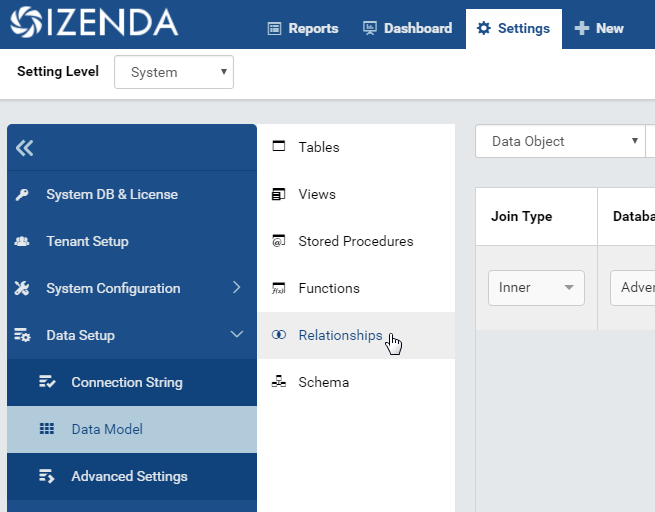 IZENDA
Reports
Dashboard
Settings
New
Setting Level
System
System DB & License
Tenant Setup
System Configuration
Data Setup
Connection String
Data Model
Advanced Settings
Tables
Views
Stored Procedures
Functions
Relationships
Schema
Data Object
Join Type
Databa
Inner
Adver